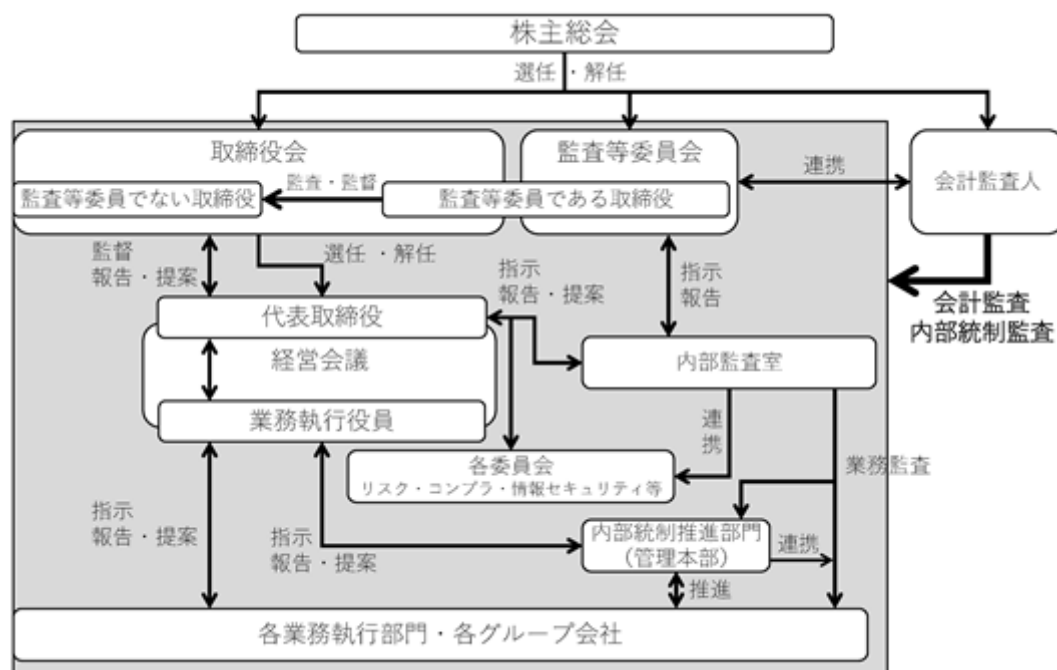 株主総会
選任・解任
取締役会
監査等委員会
連携
会計監査人
監査・監督
監査等委員でない取締役
監査等委員である取締役
監督
報告・提案
選任・解任
指示
報告・提案
指示
報告
会計監査
内部統制監査
代表取締役
経営会議
内部監査室
業務執行役員
連携
各委員会
リスク・コンプラ・情報セキュリティ等
業務監査
指示
報告・提案
指示
報告・提案
内部統制推進部門
（管理本部）
連携
推進
各業務執行部門・各グループ会社